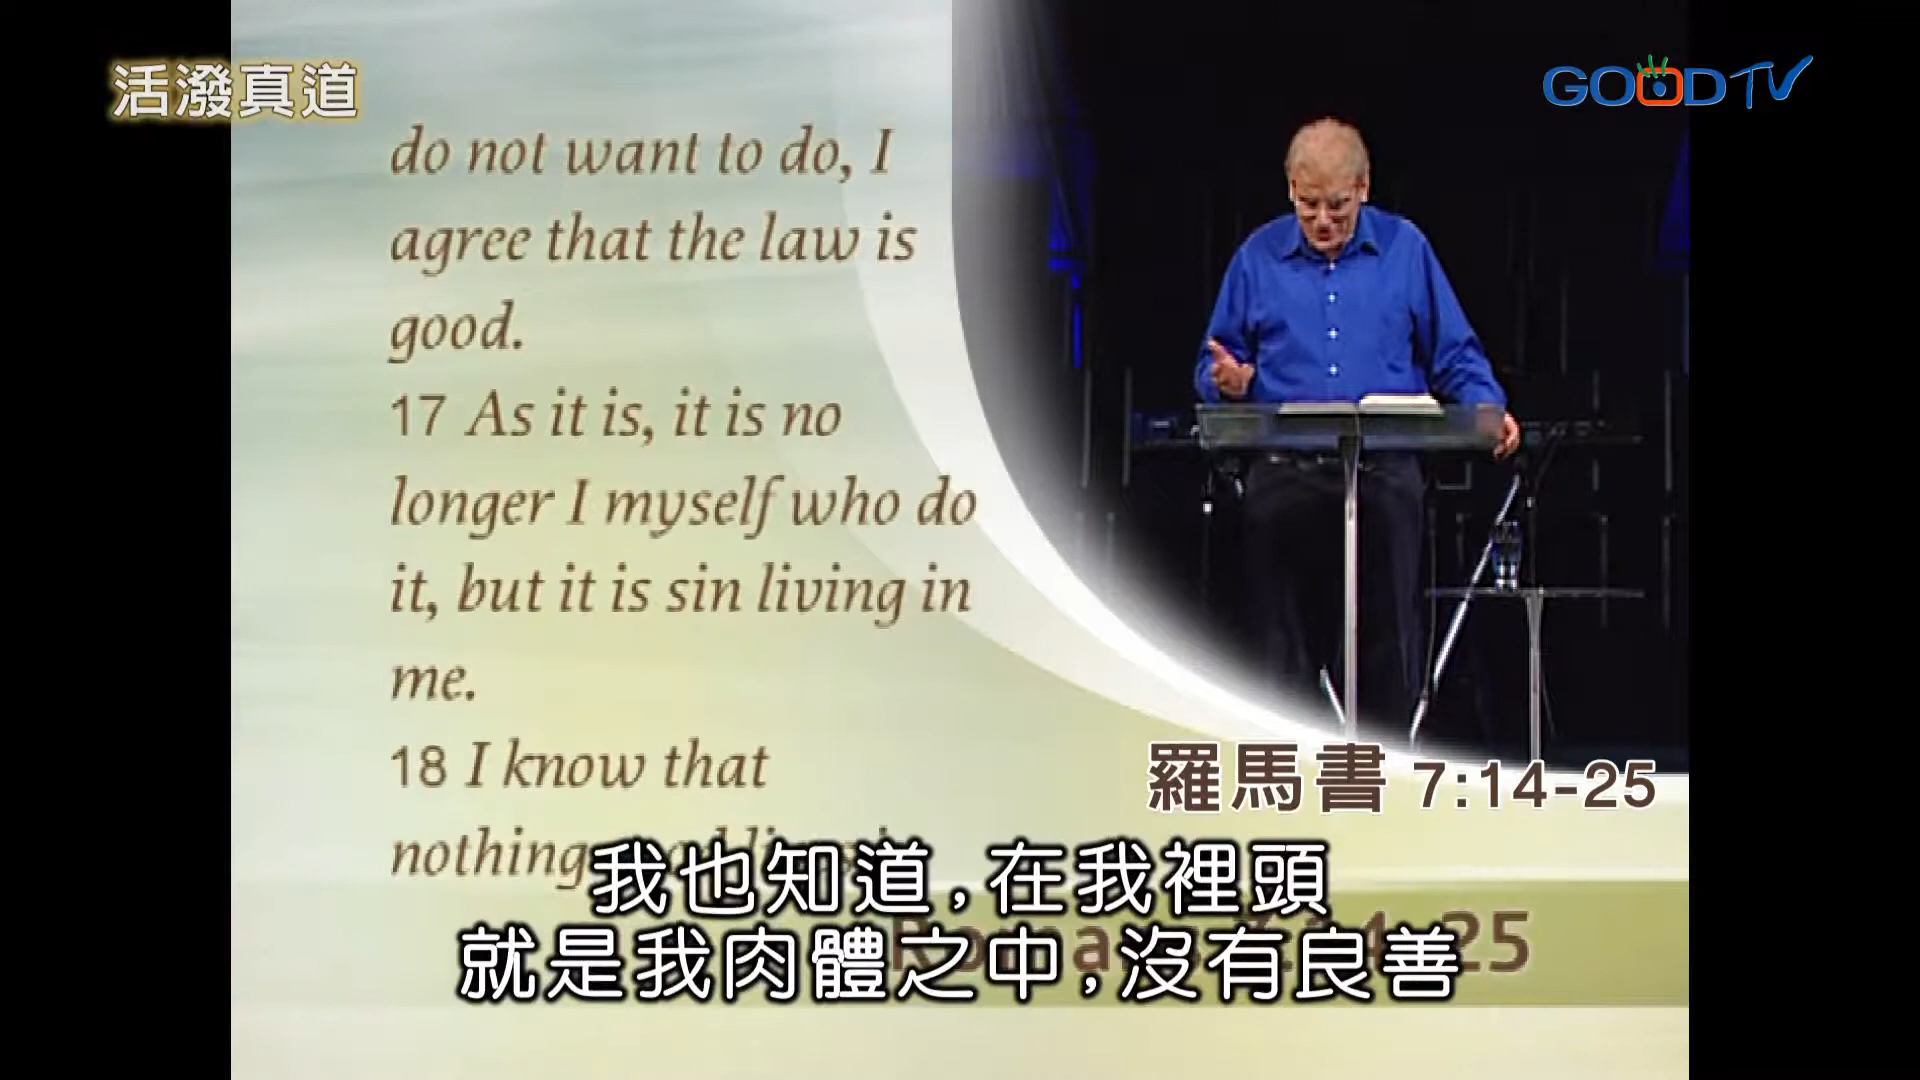 活潑真道
GOODTV
do not want to do, I
agree that the law is
good.
17 As it is, it is no
longer I myself who do
it, but it is sin living in
me.
18 I know that
nothing
羅馬書 7:14-25
我也知道,在我裡頭
就是我肉體之中,沒有良善